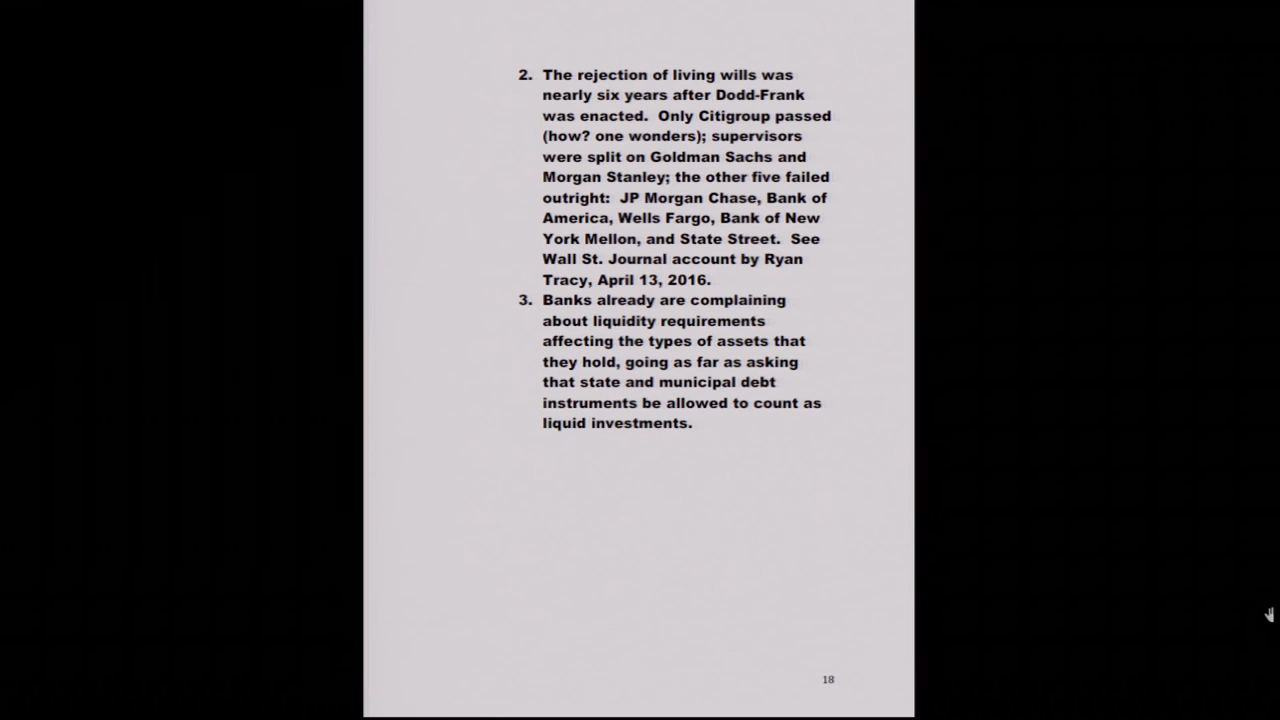 2. The rejection of living wills was
nearly six years after Dodd-Frank
was enacted.  Only Citigroup passed
(how? one wonders); supervisors
were split on Goldman Sachs and
Morgan Stanley; the other five failed
outright:  JP Morgan Chase, Bank of
America, Wells Fargo, Bank of New
York Mellon, and State Street.  See
Wall St. Journal account by Ryan
Tracy, April 13, 2016.
3. Banks already are complaining
about liquidity requirements
affecting the types of assets that
they hold, going as far as asking
that state and municipal debt
instruments be allowed to count as
liquid investments.
18